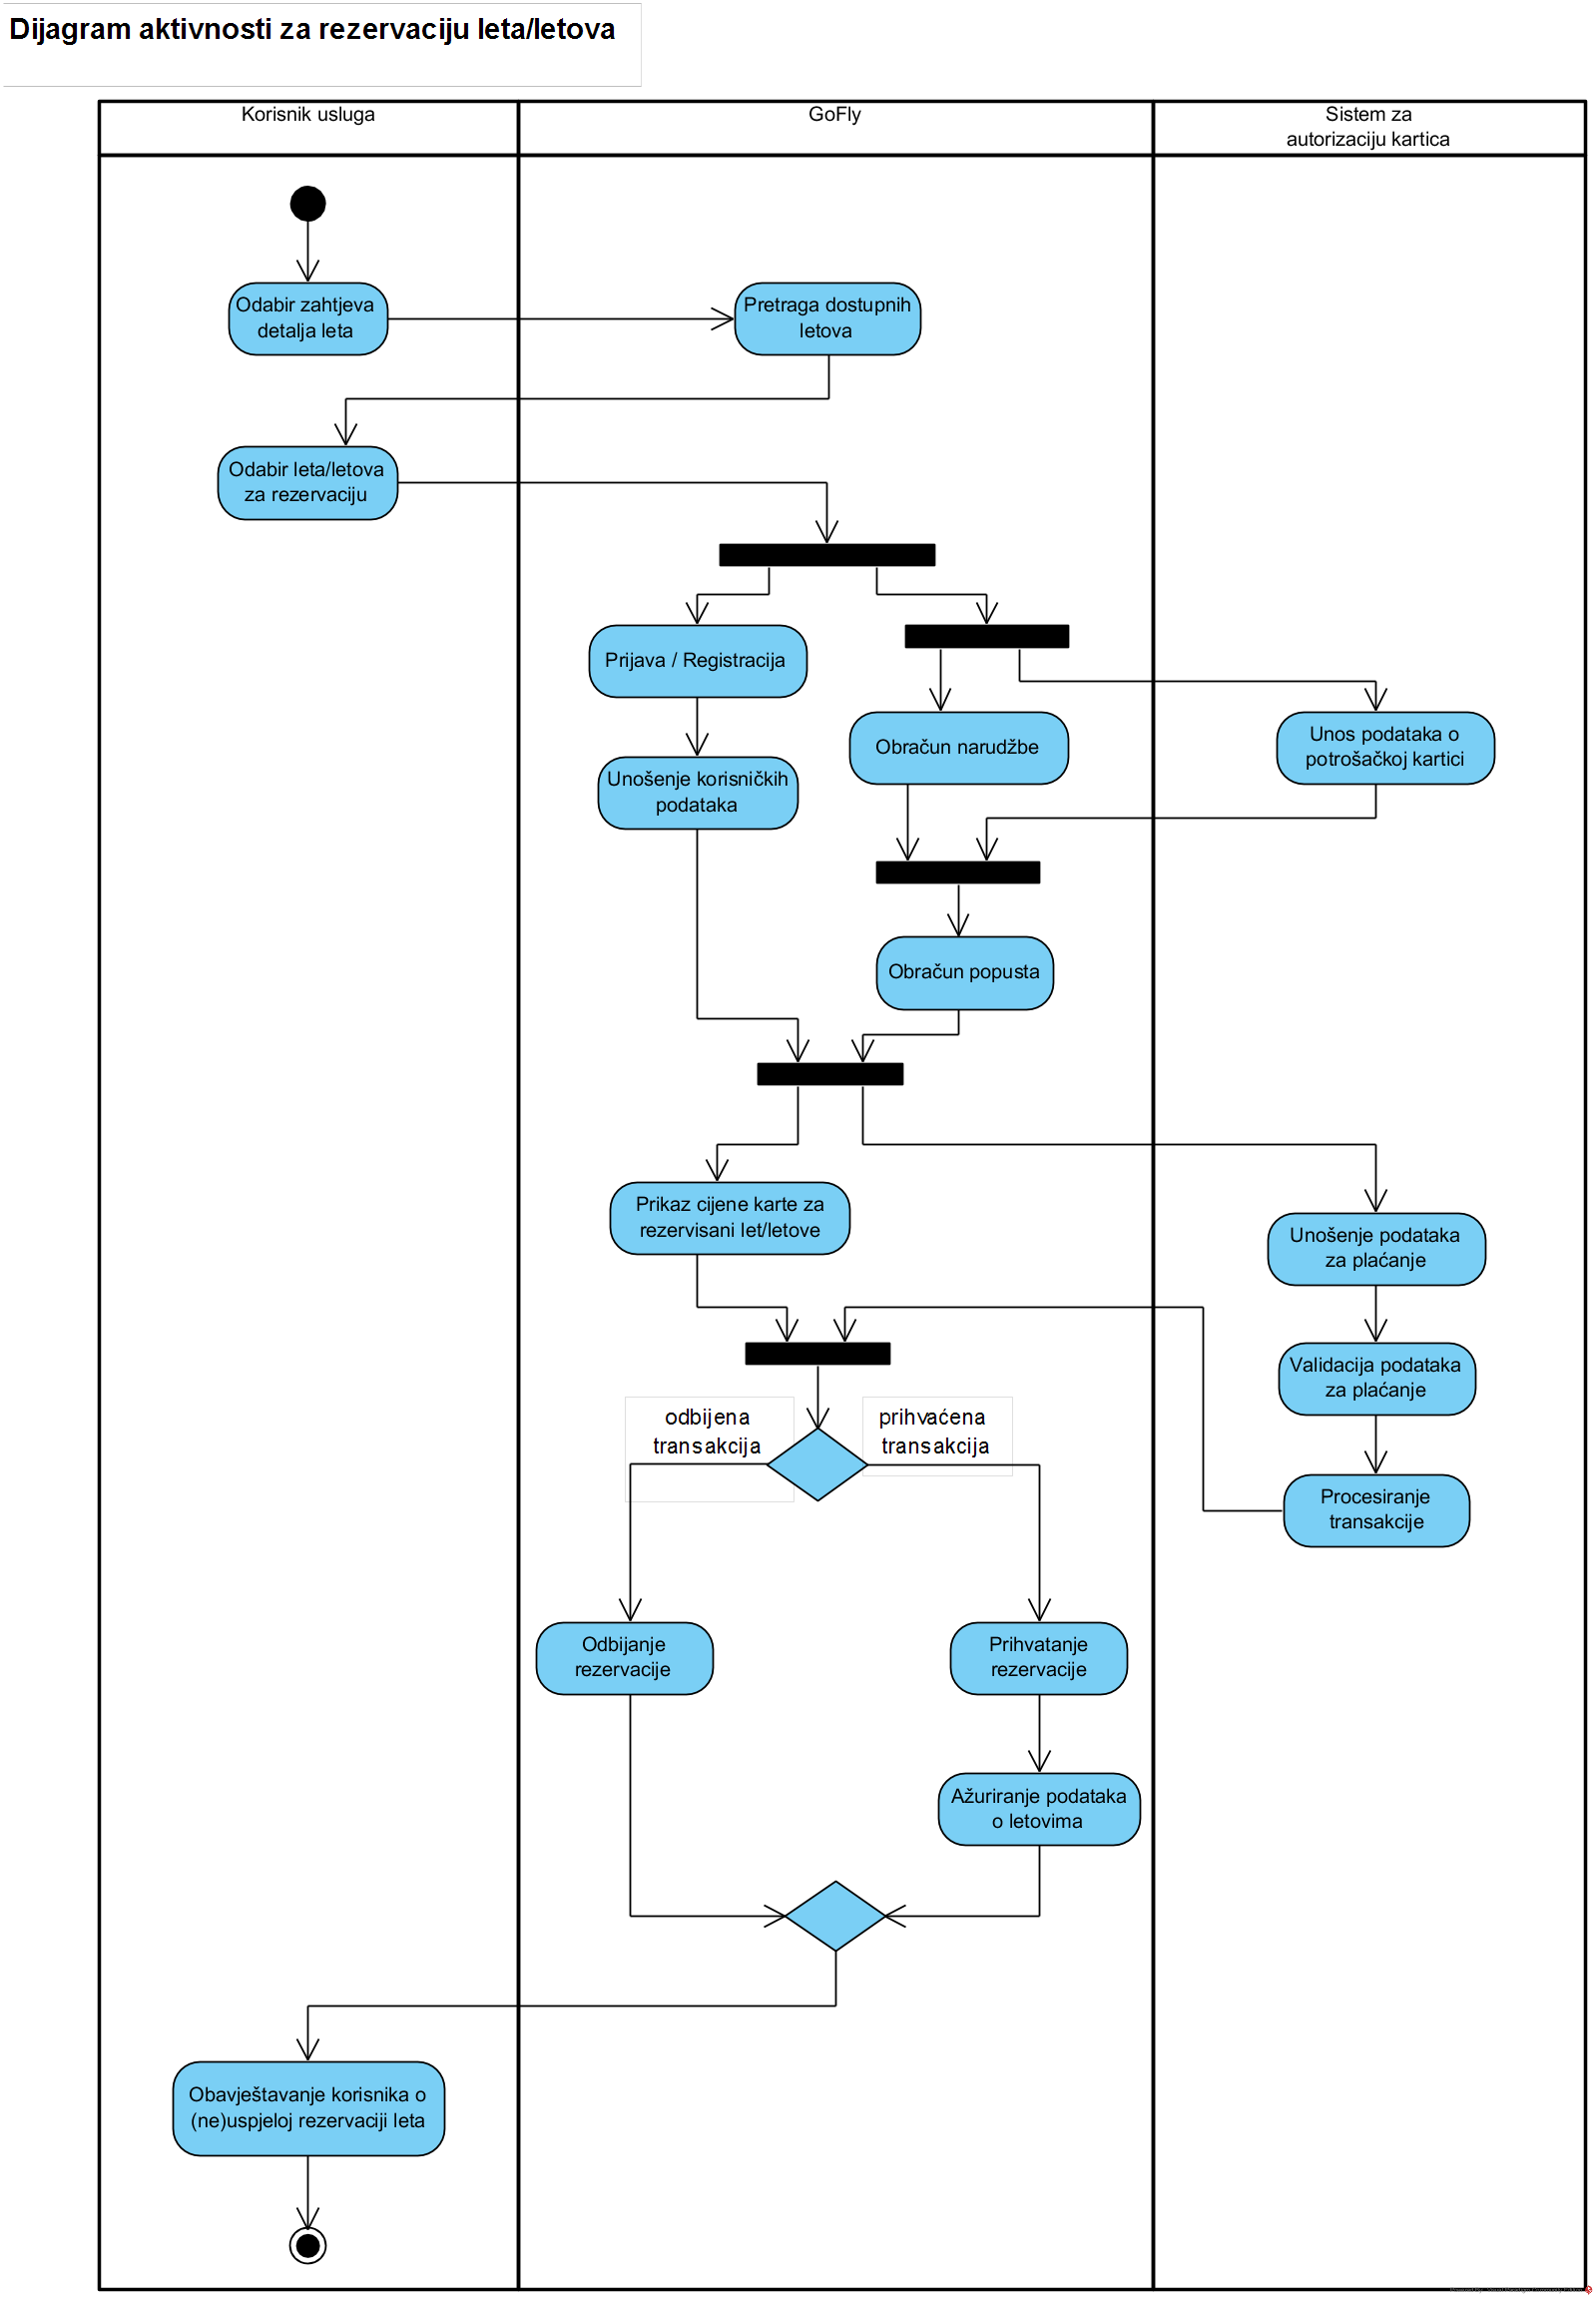 Dijagram aktivnosti za rezervaciju leta/letova
Korisnik usluga
GoFly
Sistem za
autorizaciju kartica
Odabir zahtjeva
detalja leta
Pretraga dostupnih
letova
Odabir leta/letova
za rezervaciju
Prijava / Registracija
Obračun narudžbe
Unos podataka o
potrošačkoj kartici
Unošenje korisničkih
podataka
Obračun popusta
Prikaz cijene karte za
rezervisani let/letove
Unošenje podataka
za plaćanje
Validacija podataka
za plaćanje
odbijena
transakcija
prihvaćena
transakcija
Procesiranje
transakcije
Odbijanje
rezervacije
Prihvatanje
rezervacije
Ažuriranje podataka
o letovima
Obavještavanje korisnika o
(ne)uspjeloj rezervaciji leta